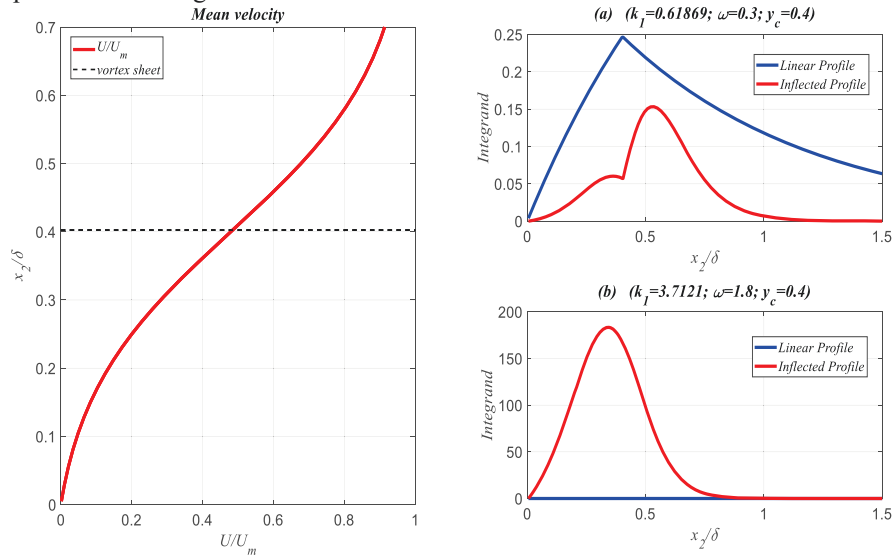 Mean velocity
0.7
0.6
0.5
0.4
0.3
0.2
0.1
0
x_2/δ
U/U_m
vortex sheet
0
0.2
0.4
0.6
0.8
1
U/U_m
(a) (k_1=0.61869; ω=0.3; y_c=0.4)
0.25
0.2
0.15
0.1
0.05
0
Integrand
Linear Profile
Inflected Profile
0
0.5
1
1.5
x_2/δ
(b) (k_1=3.7121; ω=1.8; y_c=0.4)
200
150
100
50
0
Integrand
Linear Profile
Inflected Profile
0
0.5
1
1.5
x_2/δ